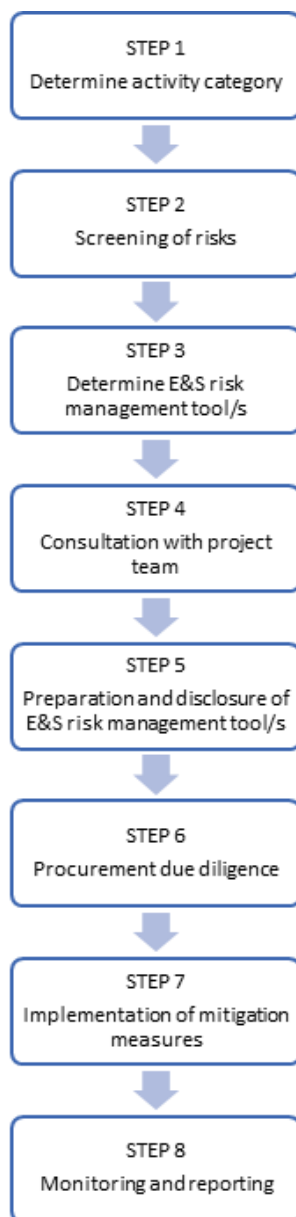 STEP 1
Determine activity category
STEP 2
Screening of risks
STEP 3
Determine E&S risk
management tool/s
STEP 4
Consultation with project
team
STEP 5
Preparation and disclosure of
E&S risk management tool/s
STEP 6
Procurement due diligence
STEP 7
Implementation of mitigation
measures
STEP 8
Monitoring and reporting